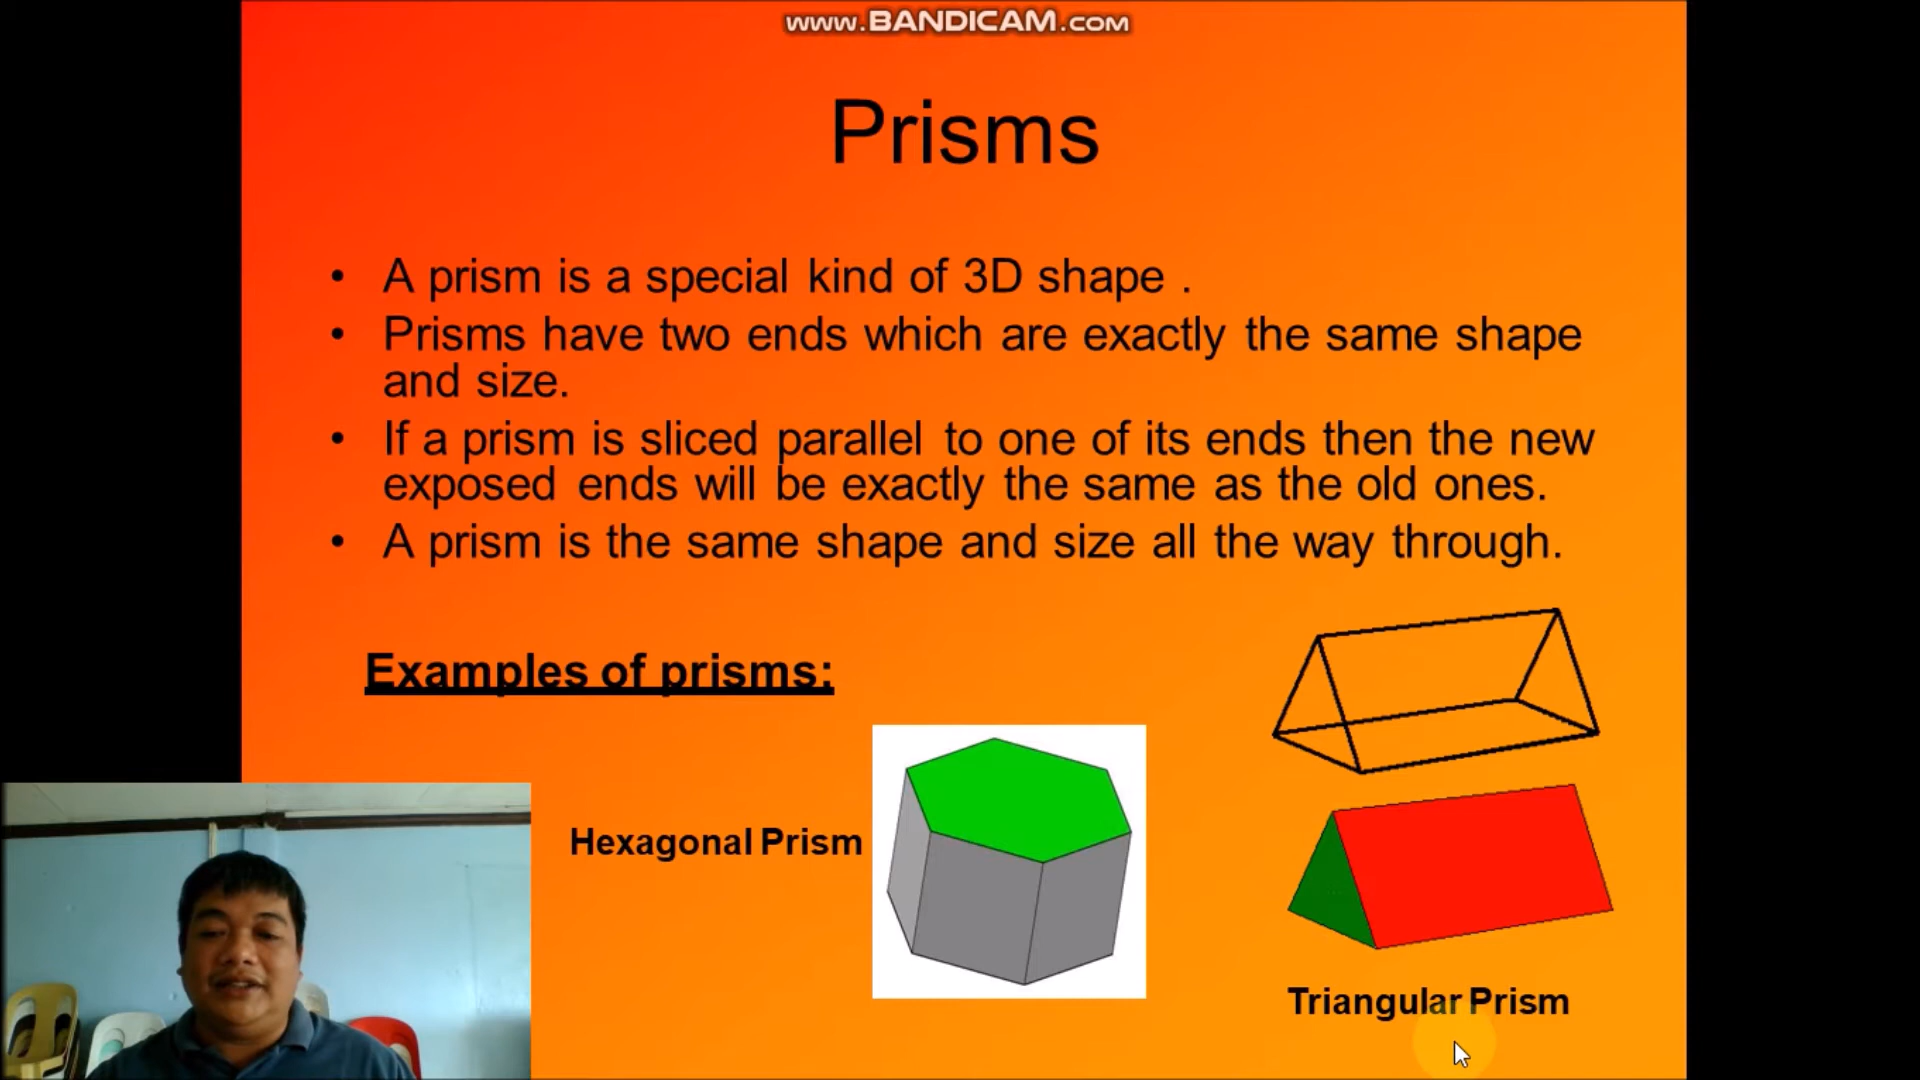 www.BANDICAM.com
Prisms
• A prism is a special kind of 3D shape .
• Prisms have two ends which are exactly the same shape
and size.
• If a prism is sliced parallel to one of its ends then the new
exposed ends will be exactly the same as the old ones.
• A prism is the same shape and size all the way through.
Examples of prisms:
Hexagonal Prism
Triangular Prism